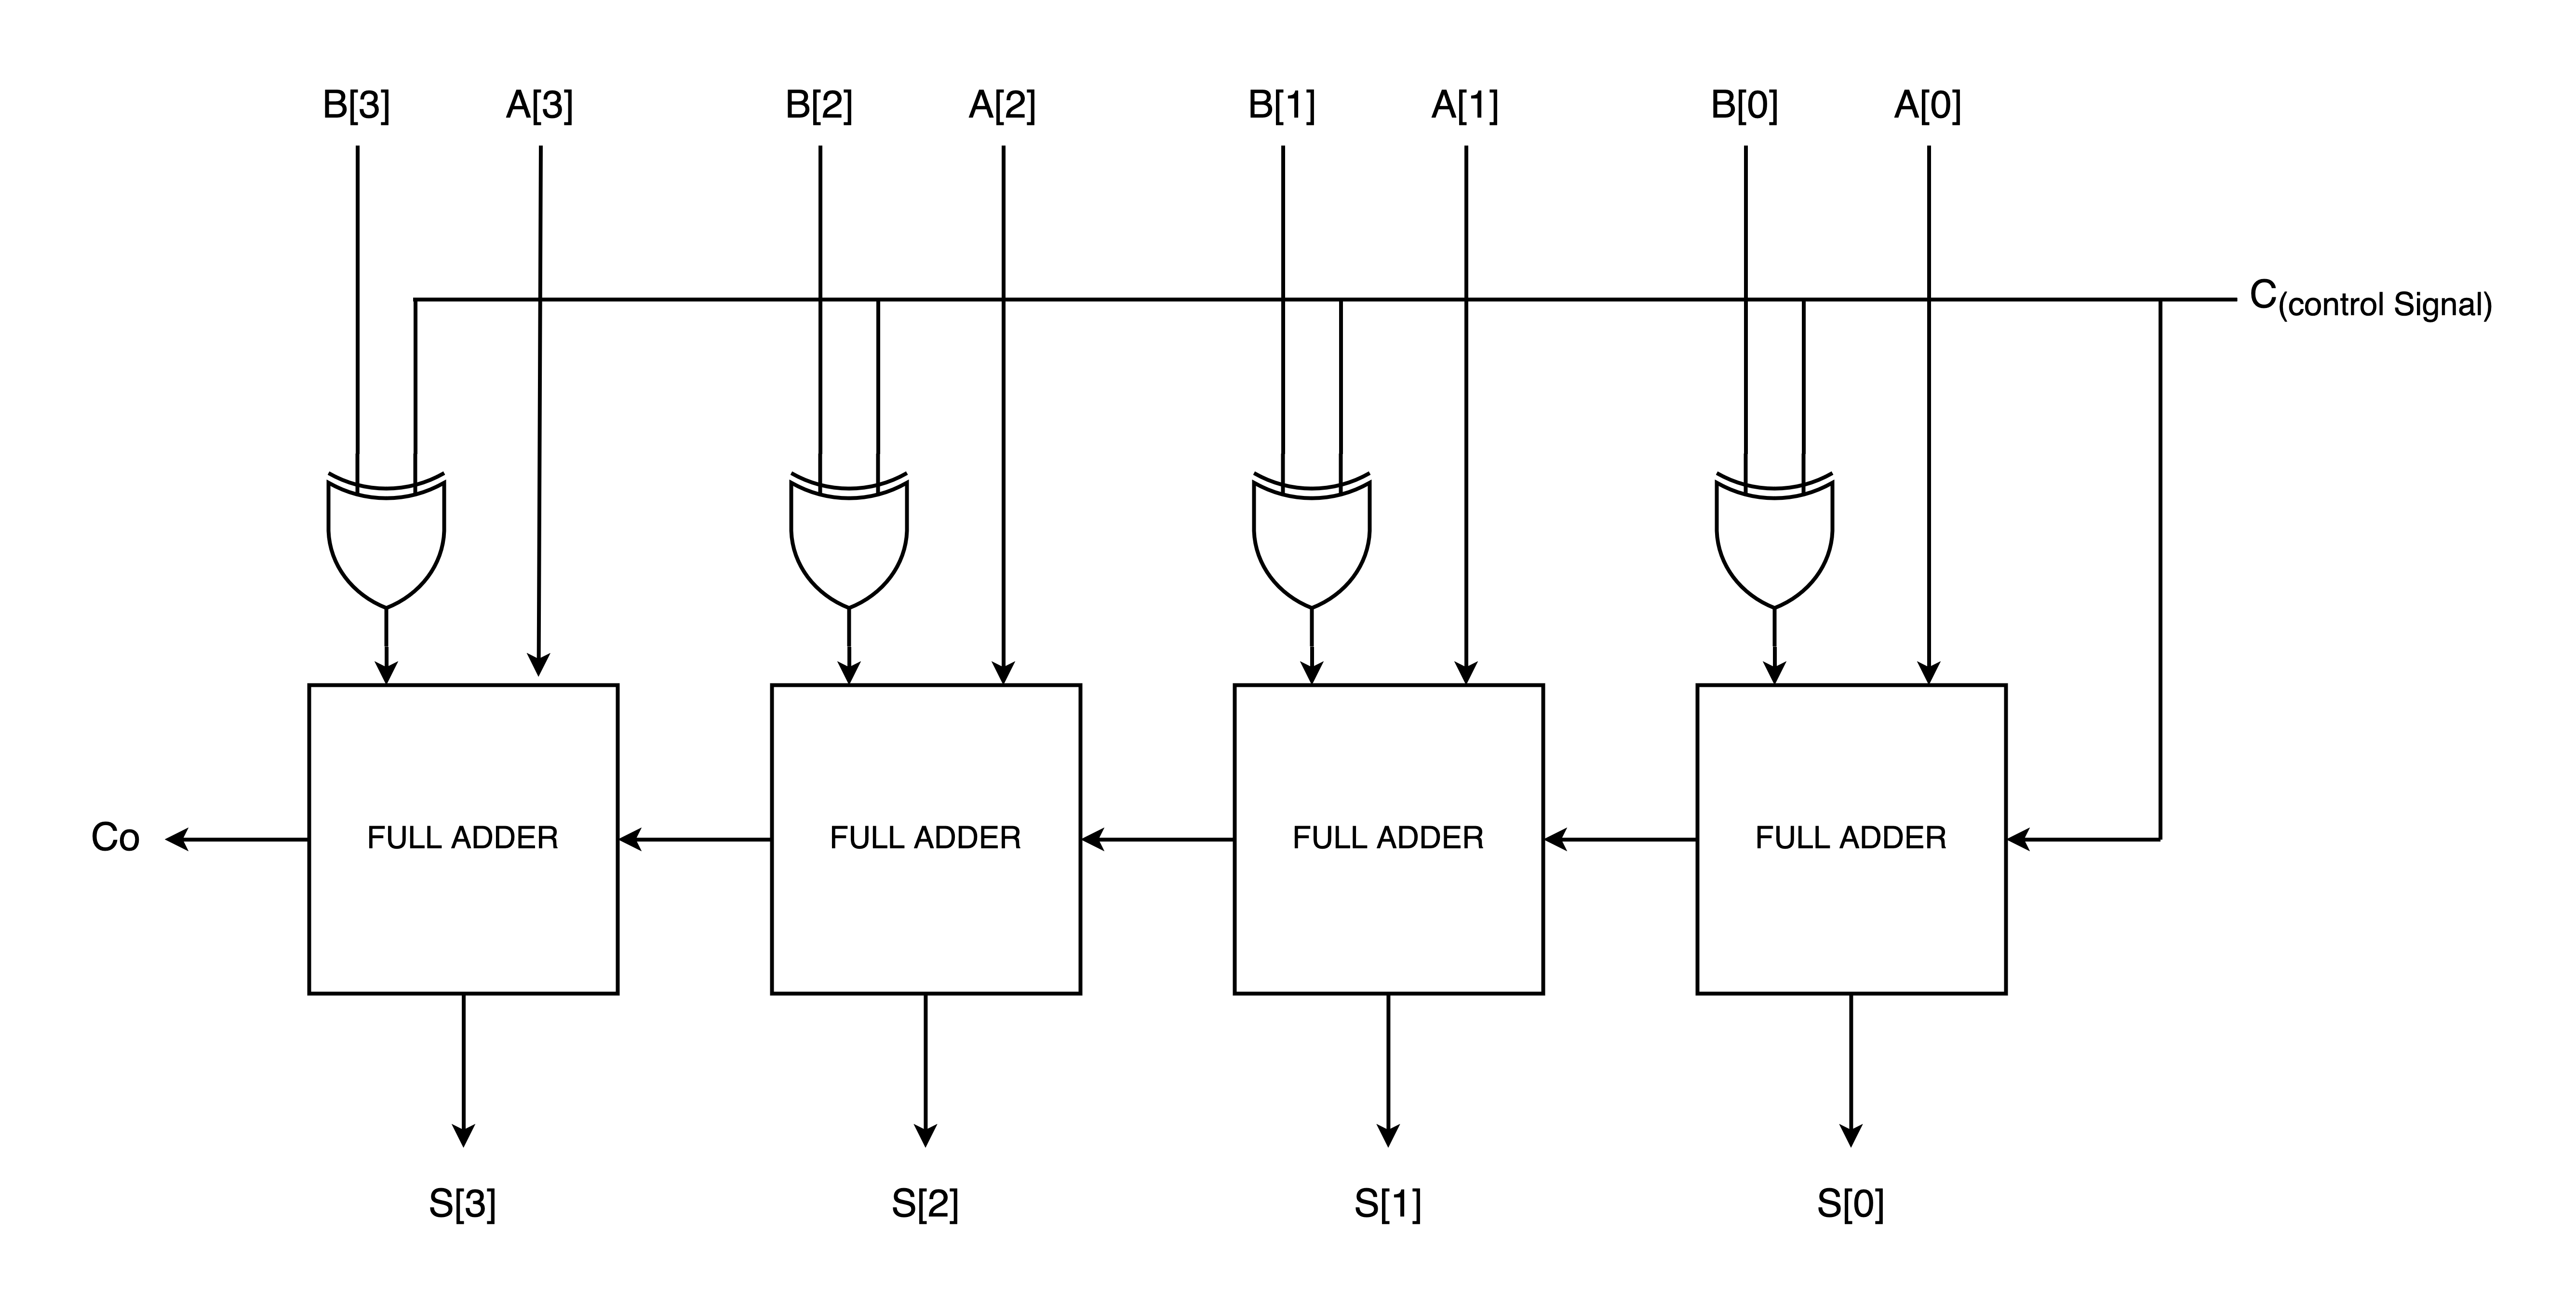 B[3] A[3] B[2] A[2] B[1] A[1] B[0] A[0]
C(control Signal)
Co FULL ADDER FULL ADDER FULL ADDER FULL ADDER
S[3] S[2] S[1] S[0]